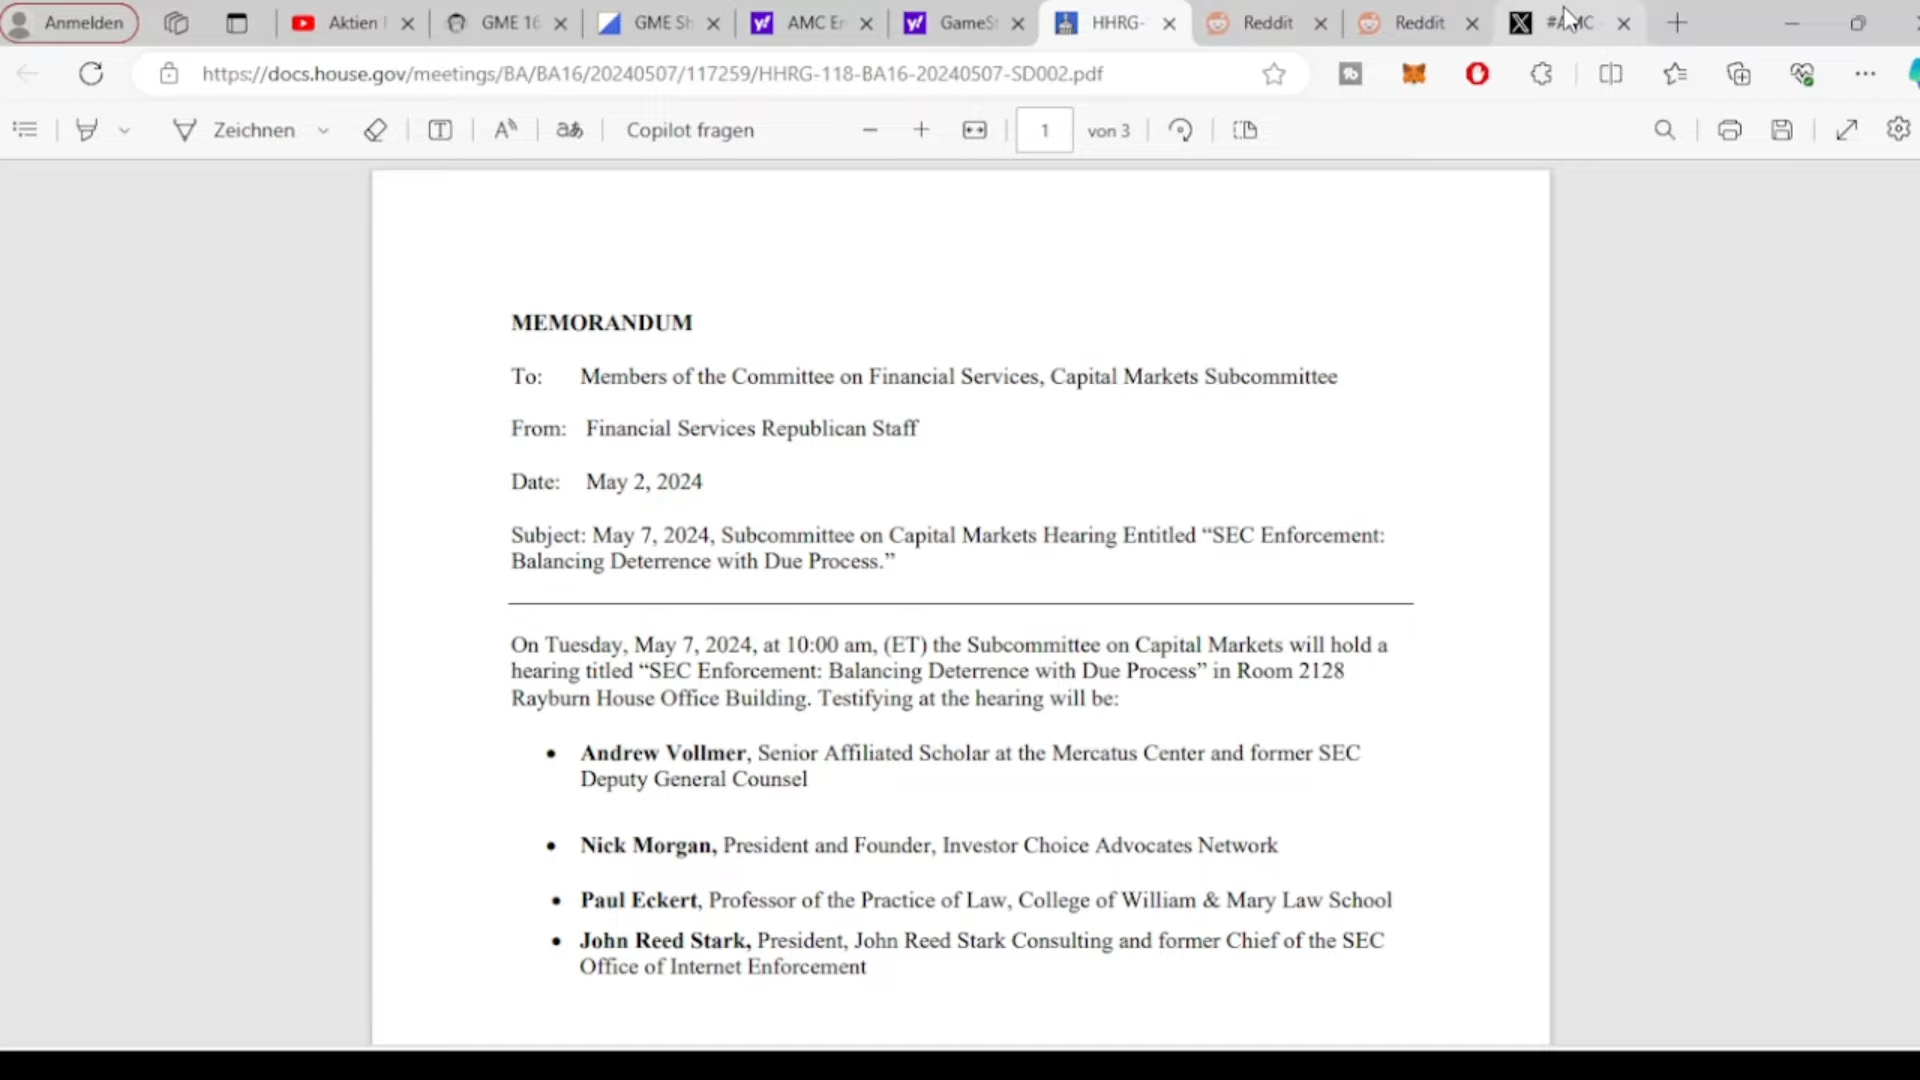 Anmelden
Aktien
GME 16
GME Sh
AMC Er
GameSt
HHRG-
Reddit
Reddit
#AMC
https://docs.house.gov/meetings/BA/BA16/20240507/117259/HHRG-118-BA16-20240507-SD002.pdf
Zeichnen
Copilot fragen
1
von 3
MEMORANDUM
To: Members of the Committee on Financial Services, Capital Markets Subcommittee
From: Financial Services Republican Staff
Date: May 2, 2024
Subject: May 7, 2024, Subcommittee on Capital Markets Hearing Entitled “SEC Enforcement:
Balancing Deterrence with Due Process.”
On Tuesday, May 7, 2024, at 10:00 am, (ET) the Subcommittee on Capital Markets will hold a
hearing titled “SEC Enforcement: Balancing Deterrence with Due Process” in Room 2128
Rayburn House Office Building. Testifying at the hearing will be:
• Andrew Vollmer, Senior Affiliated Scholar at the Mercatus Center and former SEC
Deputy General Counsel
• Nick Morgan, President and Founder, Investor Choice Advocates Network
• Paul Eckert, Professor of the Practice of Law, College of William & Mary Law School
• John Reed Stark, President, John Reed Stark Consulting and former Chief of the SEC
Office of Internet Enforcement